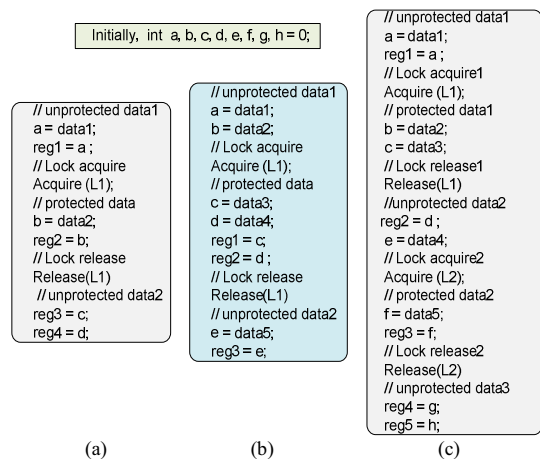 Initially, int a, b, c, d, e, f, g, h = 0;
// unprotected data1
a = data1;
reg1 = a ;
// Lock acquire
Acquire (L1);
// protected data
b = data2;
reg2 = b;
// Lock release
Release(L1)
// unprotected data2
reg3 = c;
reg4 = d;
(a)
// unprotected data1
a = data1;
b = data2;
// Lock acquire
Acquire (L1);
// protected data
c = data3;
d = data4;
reg1 = c;
reg2 = d ;
// Lock release
Release(L1)
// unprotected data2
e = data5;
reg3 = e;
(b)
// unprotected data1
a = data1;
reg1 = a ;
// Lock acquire1
Acquire (L1);
// protected data1
b = data2;
c = data3;
// Lock release1
Release(L1)
//unprotected data2
reg2 = d ;
e = data4;
// Lock acquire2
Acquire (L2);
// protected data2
f = data5;
reg3 = f;
// Lock release2
Release(L2)
// unprotected data3
reg4 = g;
reg5 = h;
(c)